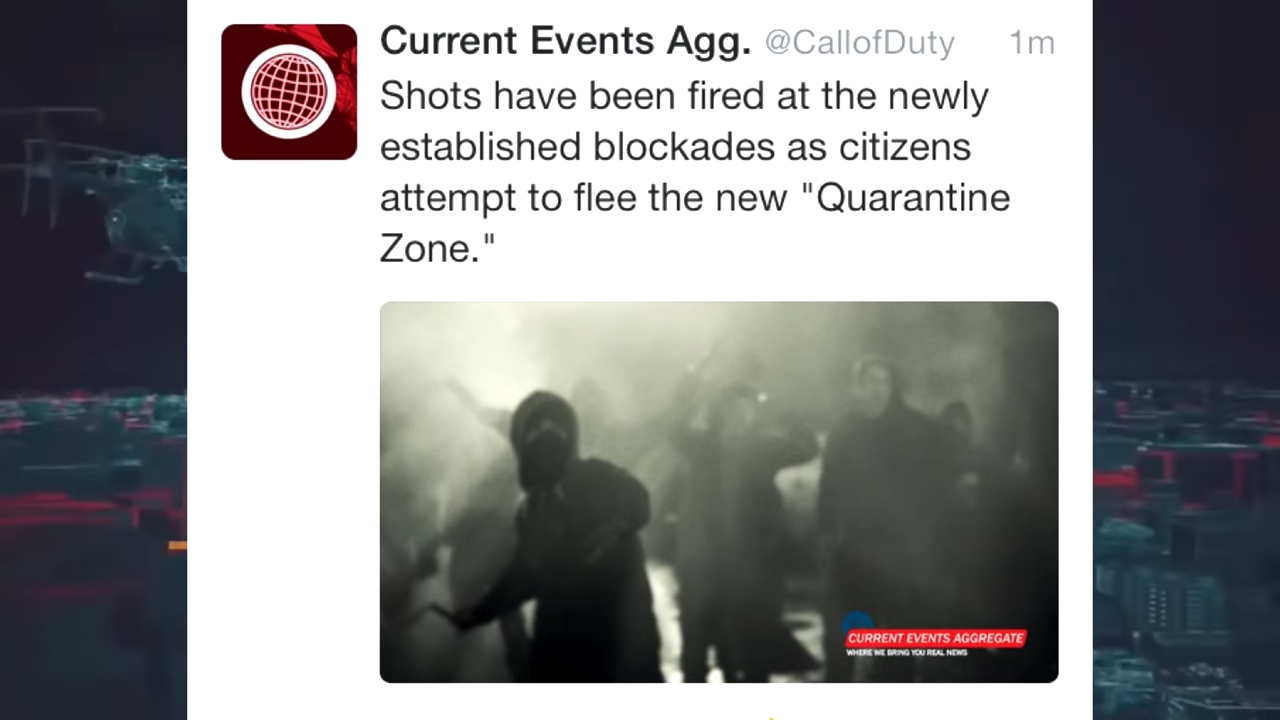 Current Events Agg. @CallofDuty 1m
Shots have been fired at the newly
established blockades as citizens
attempt to flee the new "Quarantine
Zone."
CURRENT EVENTS AGGREGATE
WHERE WE BRING YOU REAL NEWS